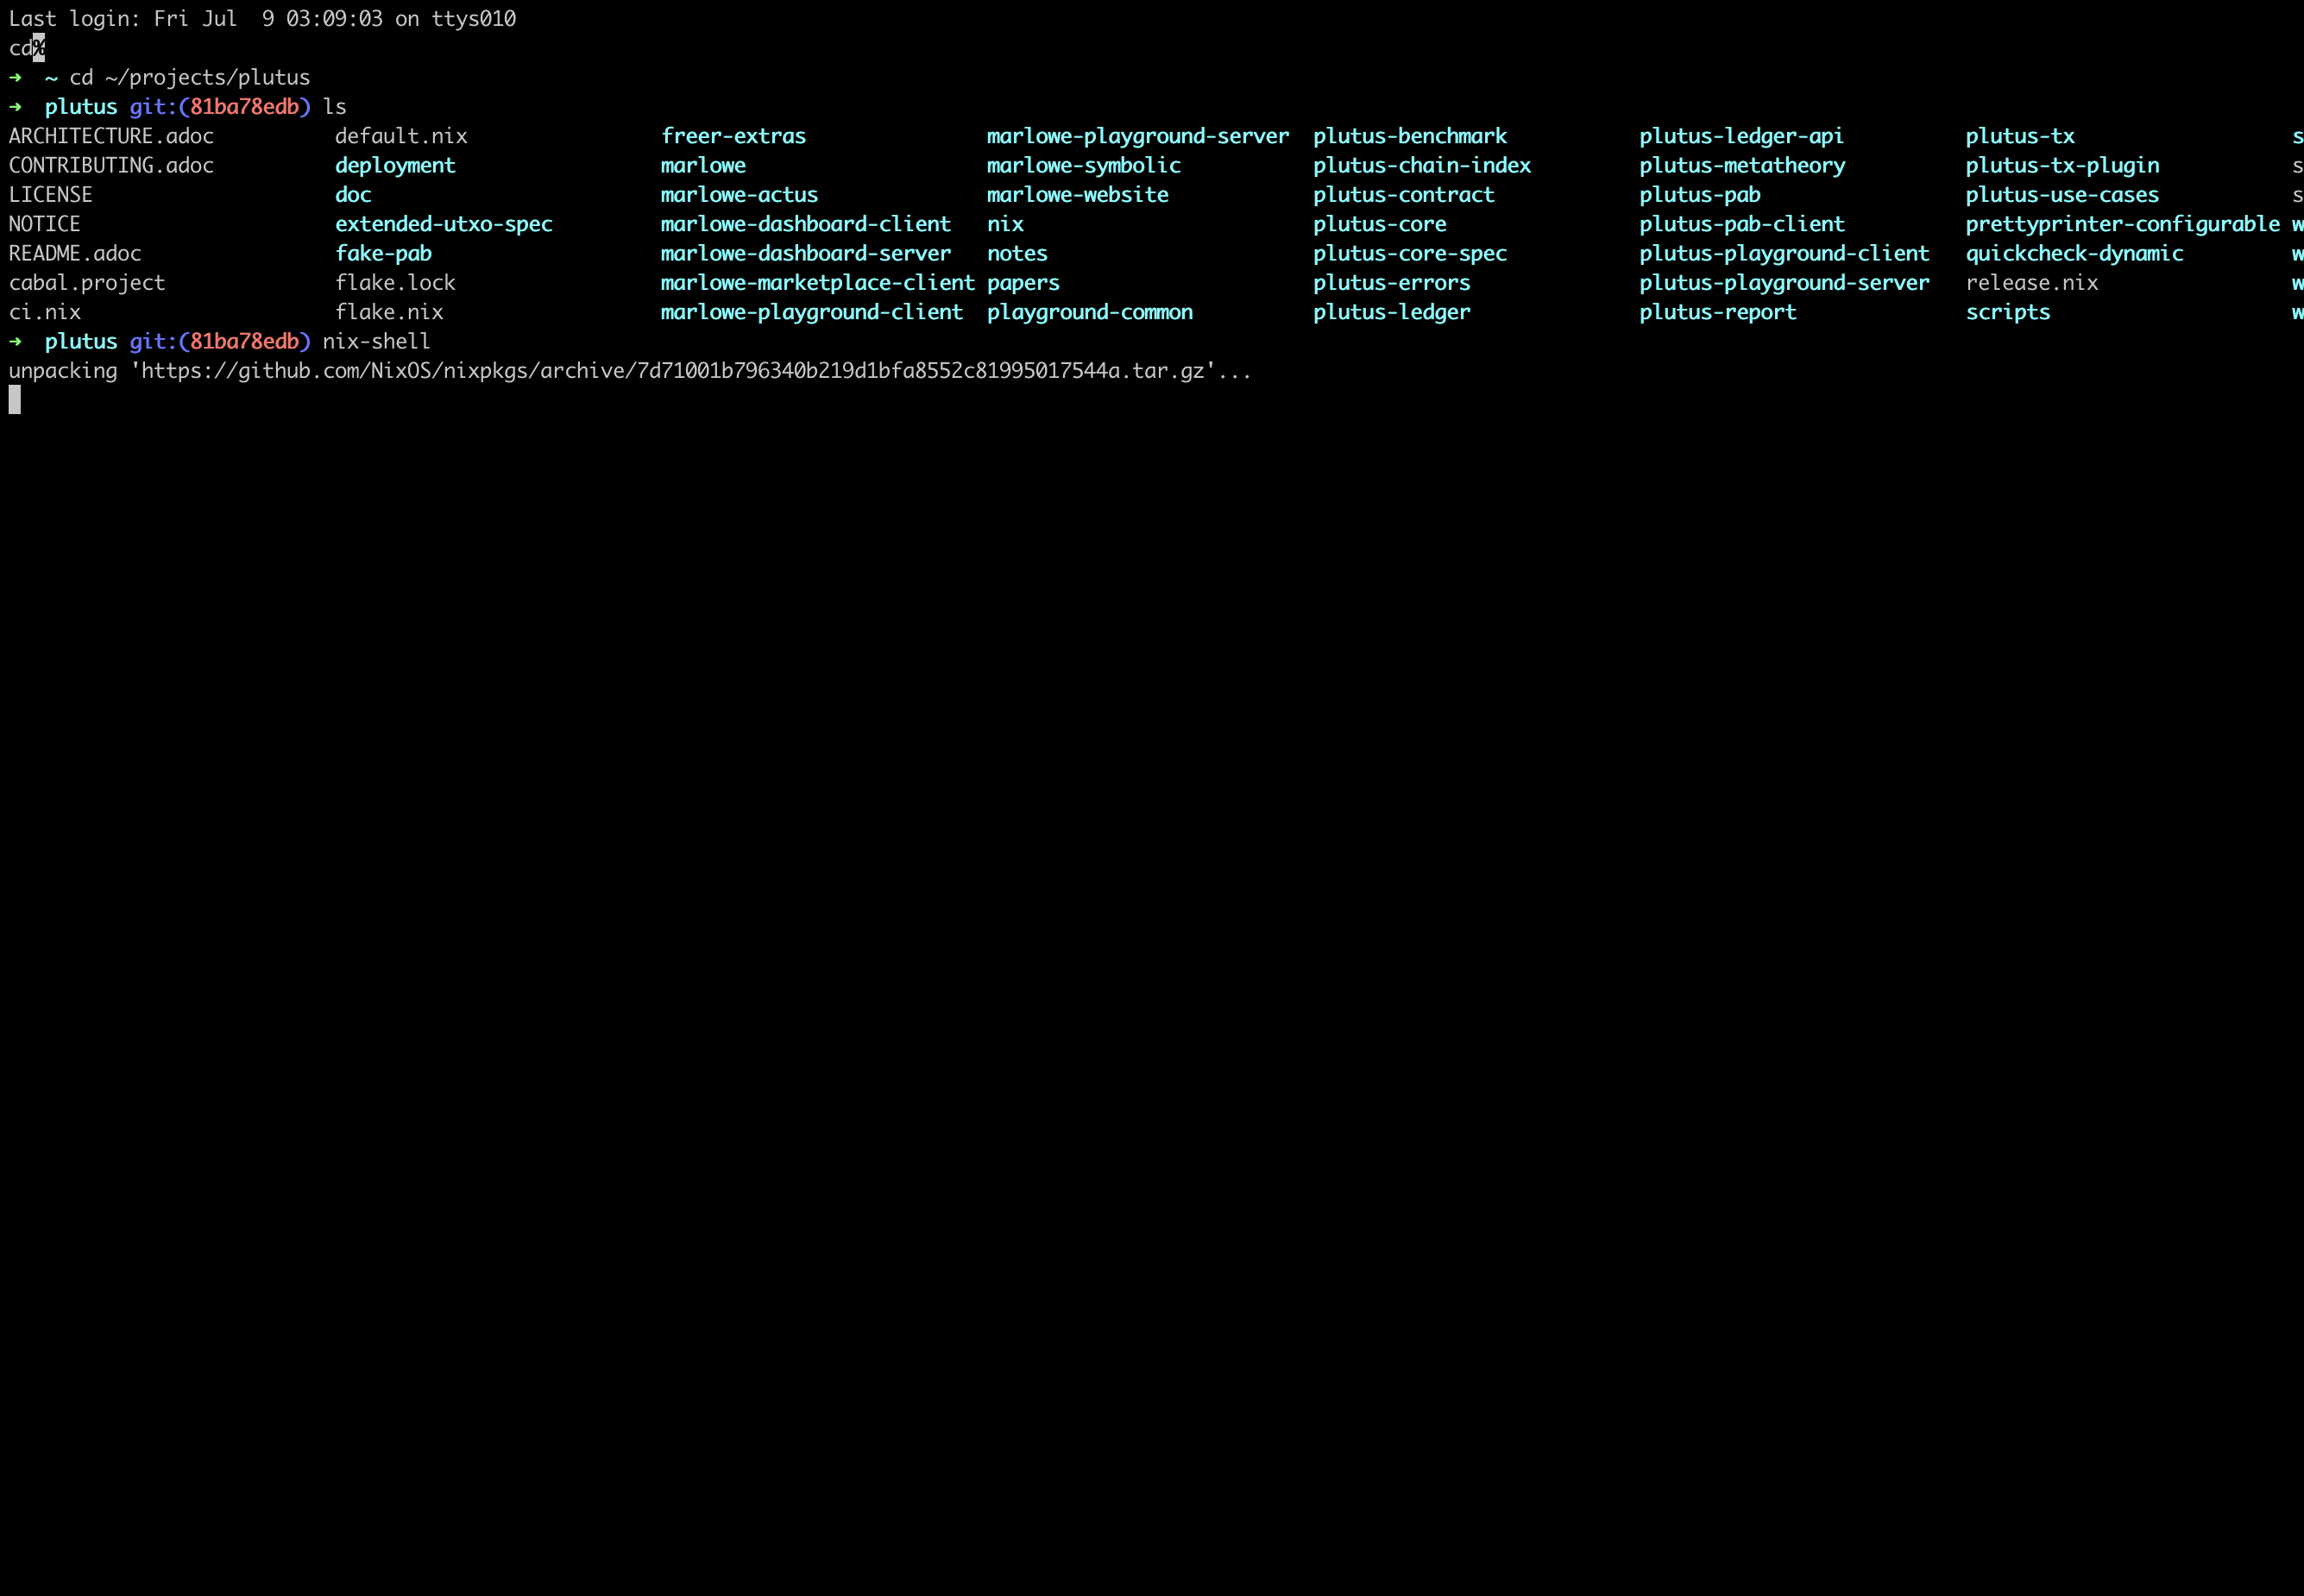 Last login: Fri Jul  9 03:09:03 on ttys010
cd%
➜  ~ cd ~/projects/plutus
➜  plutus git:(81ba78edb) ls
ARCHITECTURE.adoc          default.nix                freer-extras               marlowe-playground-server  plutus-benchmark           plutus-ledger-api          plutus-tx                  s
CONTRIBUTING.adoc          deployment                 marlowe                    marlowe-symbolic           plutus-chain-index         plutus-metatheory          plutus-tx-plugin           s
LICENSE                    doc                        marlowe-actus              marlowe-website            plutus-contract            plutus-pab                 plutus-use-cases           s
NOTICE                     extended-utxo-spec         marlowe-dashboard-client   nix                        plutus-core                plutus-pab-client          prettyprinter-configurable w
README.adoc                fake-pab                   marlowe-dashboard-server   notes                      plutus-core-spec           plutus-playground-client   quickcheck-dynamic         w
cabal.project              flake.lock                 marlowe-marketplace-client papers                     plutus-errors              plutus-playground-server   release.nix                w
ci.nix                     flake.nix                  marlowe-playground-client  playground-common          plutus-ledger              plutus-report              scripts                    w
➜  plutus git:(81ba78edb) nix-shell
unpacking 'https://github.com/NixOS/nixpkgs/archive/7d71001b796340b219d1bfa8552c81995017544a.tar.gz'...